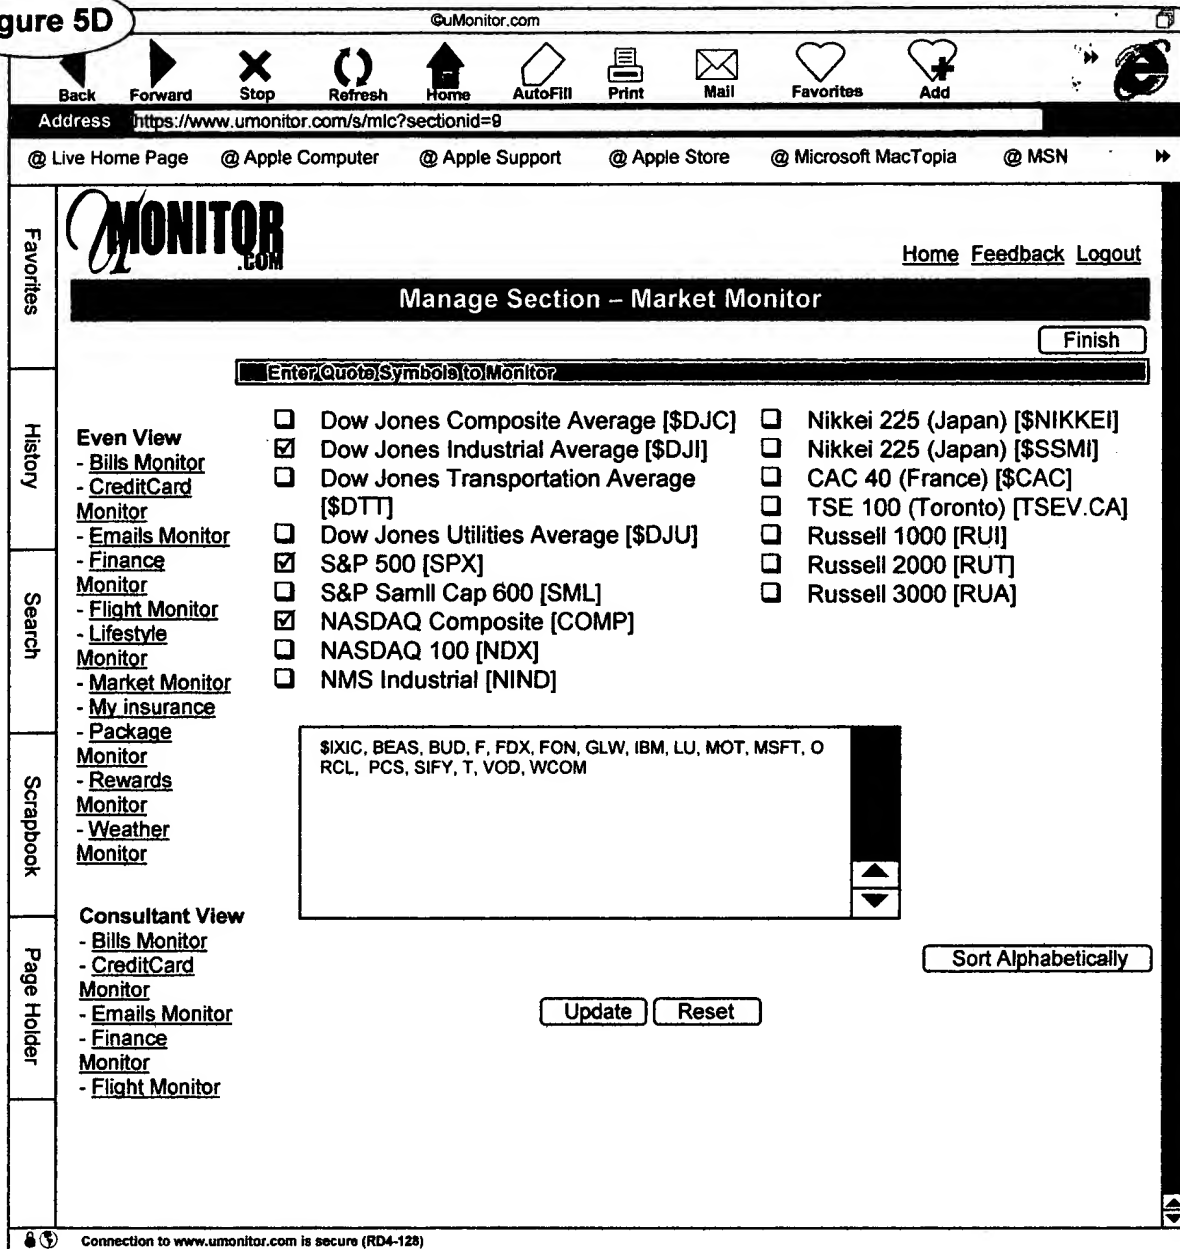 gure 5D
©uMonitor.com
Back Forward Stop Refresh Home AutoFill Print Mail Favorites Add
Address https://www.umonitor.com/s/mlc?sectionid=9
@ Live Home Page @ Apple Computer @ Apple Support @ Apple Store @ Microsoft MacTopia @ MSN
Favorites
History
Search
Scrapbook
Page Holder
UMONITOR
.COM
Home Feedback Logout
Manage Section – Market Monitor
Finish
Enter Quote Symbols to Monitor
Even View
- Bills Monitor
- CreditCard
Monitor
- Emails Monitor
- Finance
Monitor
- Flight Monitor
- Lifestyle
Monitor
- Market Monitor
- My insurance
- Package
Monitor
- Rewards
Monitor
- Weather
Monitor
Consultant View
- Bills Monitor
- CreditCard
Monitor
- Emails Monitor
- Finance
Monitor
- Flight Monitor
Dow Jones Composite Average [$DJC]
Dow Jones Industrial Average [$DJI]
Dow Jones Transportation Average
[$DTT]
Dow Jones Utilities Average [$DJU]
S&P 500 [SPX]
S&P Samll Cap 600 [SML]
NASDAQ Composite [COMP]
NASDAQ 100 [NDX]
NMS Industrial [NIND]
Nikkei 225 (Japan) [$NIKKEI]
Nikkei 225 (Japan) [$SSMI]
CAC 40 (France) [$CAC]
TSE 100 (Toronto) [TSEV.CA]
Russell 1000 [RUI]
Russell 2000 [RUT]
Russell 3000 [RUA]
$IXIC, BEAS, BUD, F, FDX, FON, GLW, IBM, LU, MOT, MSFT, O
RCL, PCS, SIFY, T, VOD, WCOM
Sort Alphabetically
Update Reset
Connection to www.umonitor.com is secure (RD4-128)